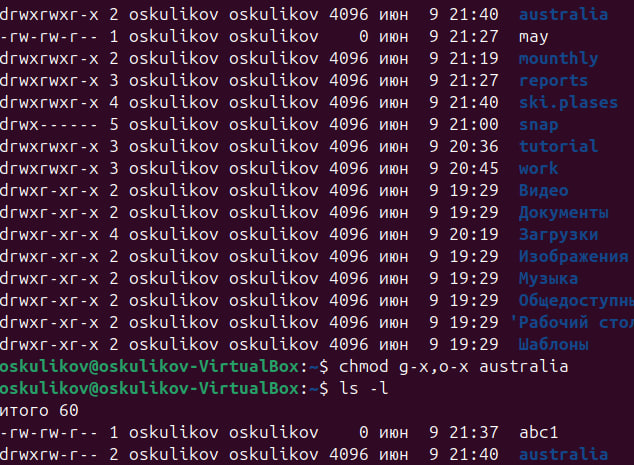 drwxrwxr-x 2 oskulikov oskulikov 4096 июн  9 21:40 australia
-rw-rw-r-- 1 oskulikov oskulikov    0 июн  9 21:27 may
drwxrwxr-x 2 oskulikov oskulikov 4096 июн  9 21:19 mounthly
drwxrwxr-x 3 oskulikov oskulikov 4096 июн  9 21:27 reports
drwxrwxr-x 4 oskulikov oskulikov 4096 июн  9 21:40 ski.plases
drwx------ 5 oskulikov oskulikov 4096 июн  9 21:00 snap
drwxrwxr-x 3 oskulikov oskulikov 4096 июн  9 20:36 tutorial
drwxrwxr-x 3 oskulikov oskulikov 4096 июн  9 20:45 work
drwxr-xr-x 2 oskulikov oskulikov 4096 июн  9 19:29 Видео
drwxr-xr-x 2 oskulikov oskulikov 4096 июн  9 19:29 Документы
drwxr-xr-x 4 oskulikov oskulikov 4096 июн  9 20:19 Загрузки
drwxr-xr-x 2 oskulikov oskulikov 4096 июн  9 19:29 Изображения
drwxr-xr-x 2 oskulikov oskulikov 4096 июн  9 19:29 Музыка
drwxr-xr-x 2 oskulikov oskulikov 4096 июн  9 19:29 Общедоступны
drwxr-xr-x 2 oskulikov oskulikov 4096 июн  9 19:29 'Рабочий стол
drwxr-xr-x 2 oskulikov oskulikov 4096 июн  9 19:29 Шаблоны
oskulikov@oskulikov-VirtualBox:~$ chmod g-x,o-x australia
oskulikov@oskulikov-VirtualBox:~$ ls -l
итого 60
-rw-rw-r-- 1 oskulikov oskulikov    0 июн  9 21:37 abc1
drwxrw-r-- 2 oskulikov oskulikov 4096 июн  9 21:40 australia